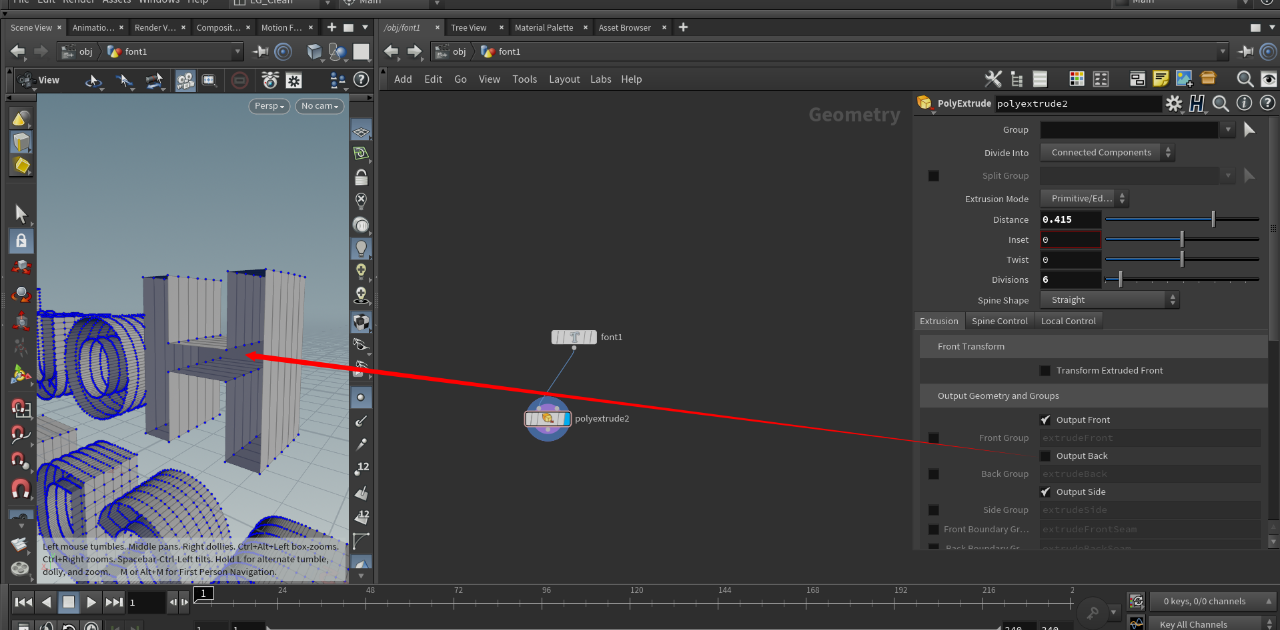 File Edit Render Assets Windows Help
LG_Clean
Main
Main
Scene View
Animatio...
Render V...
Composit...
Motion F...
/obj/font1
Tree View
Material Palette
Asset Browser
obj
font1
obj
font1
View
Add Edit Go View Tools Layout Labs Help
Persp
No cam
12
12
Left mouse tumbles. Middle pans. Right dollies. Ctrl+Alt+Left box-zooms.
Ctrl+Right zooms. Spacebar-Ctrl-Left tilts. Hold L for alternate tumble,
dolly, and zoom. M or Alt+M for First Person Navigation.
Geometry
font1
polyextrude2
PolyExtrude polyextrude2
Group
Divide Into Connected Components
Split Group
Extrusion Mode Primitive/Ed...
Distance 0.415
Inset 0
Twist 0
Divisions 6
Spine Shape Straight
Extrusion Spine Control Local Control
Front Transform
Transform Extruded Front
Output Geometry and Groups
Output Front
Front Group extrudeFront
Output Back
Back Group extrudeBack
Output Side
Side Group extrudeSide
Front Boundary Gr... extrudeFrontSeam
Back Boundary Gr... extrudeBackSeam
1
1
24 48 72 96 120 144 168 192 216 2
0 keys, 0/0 channels
Key All Channels
1 1 240 240